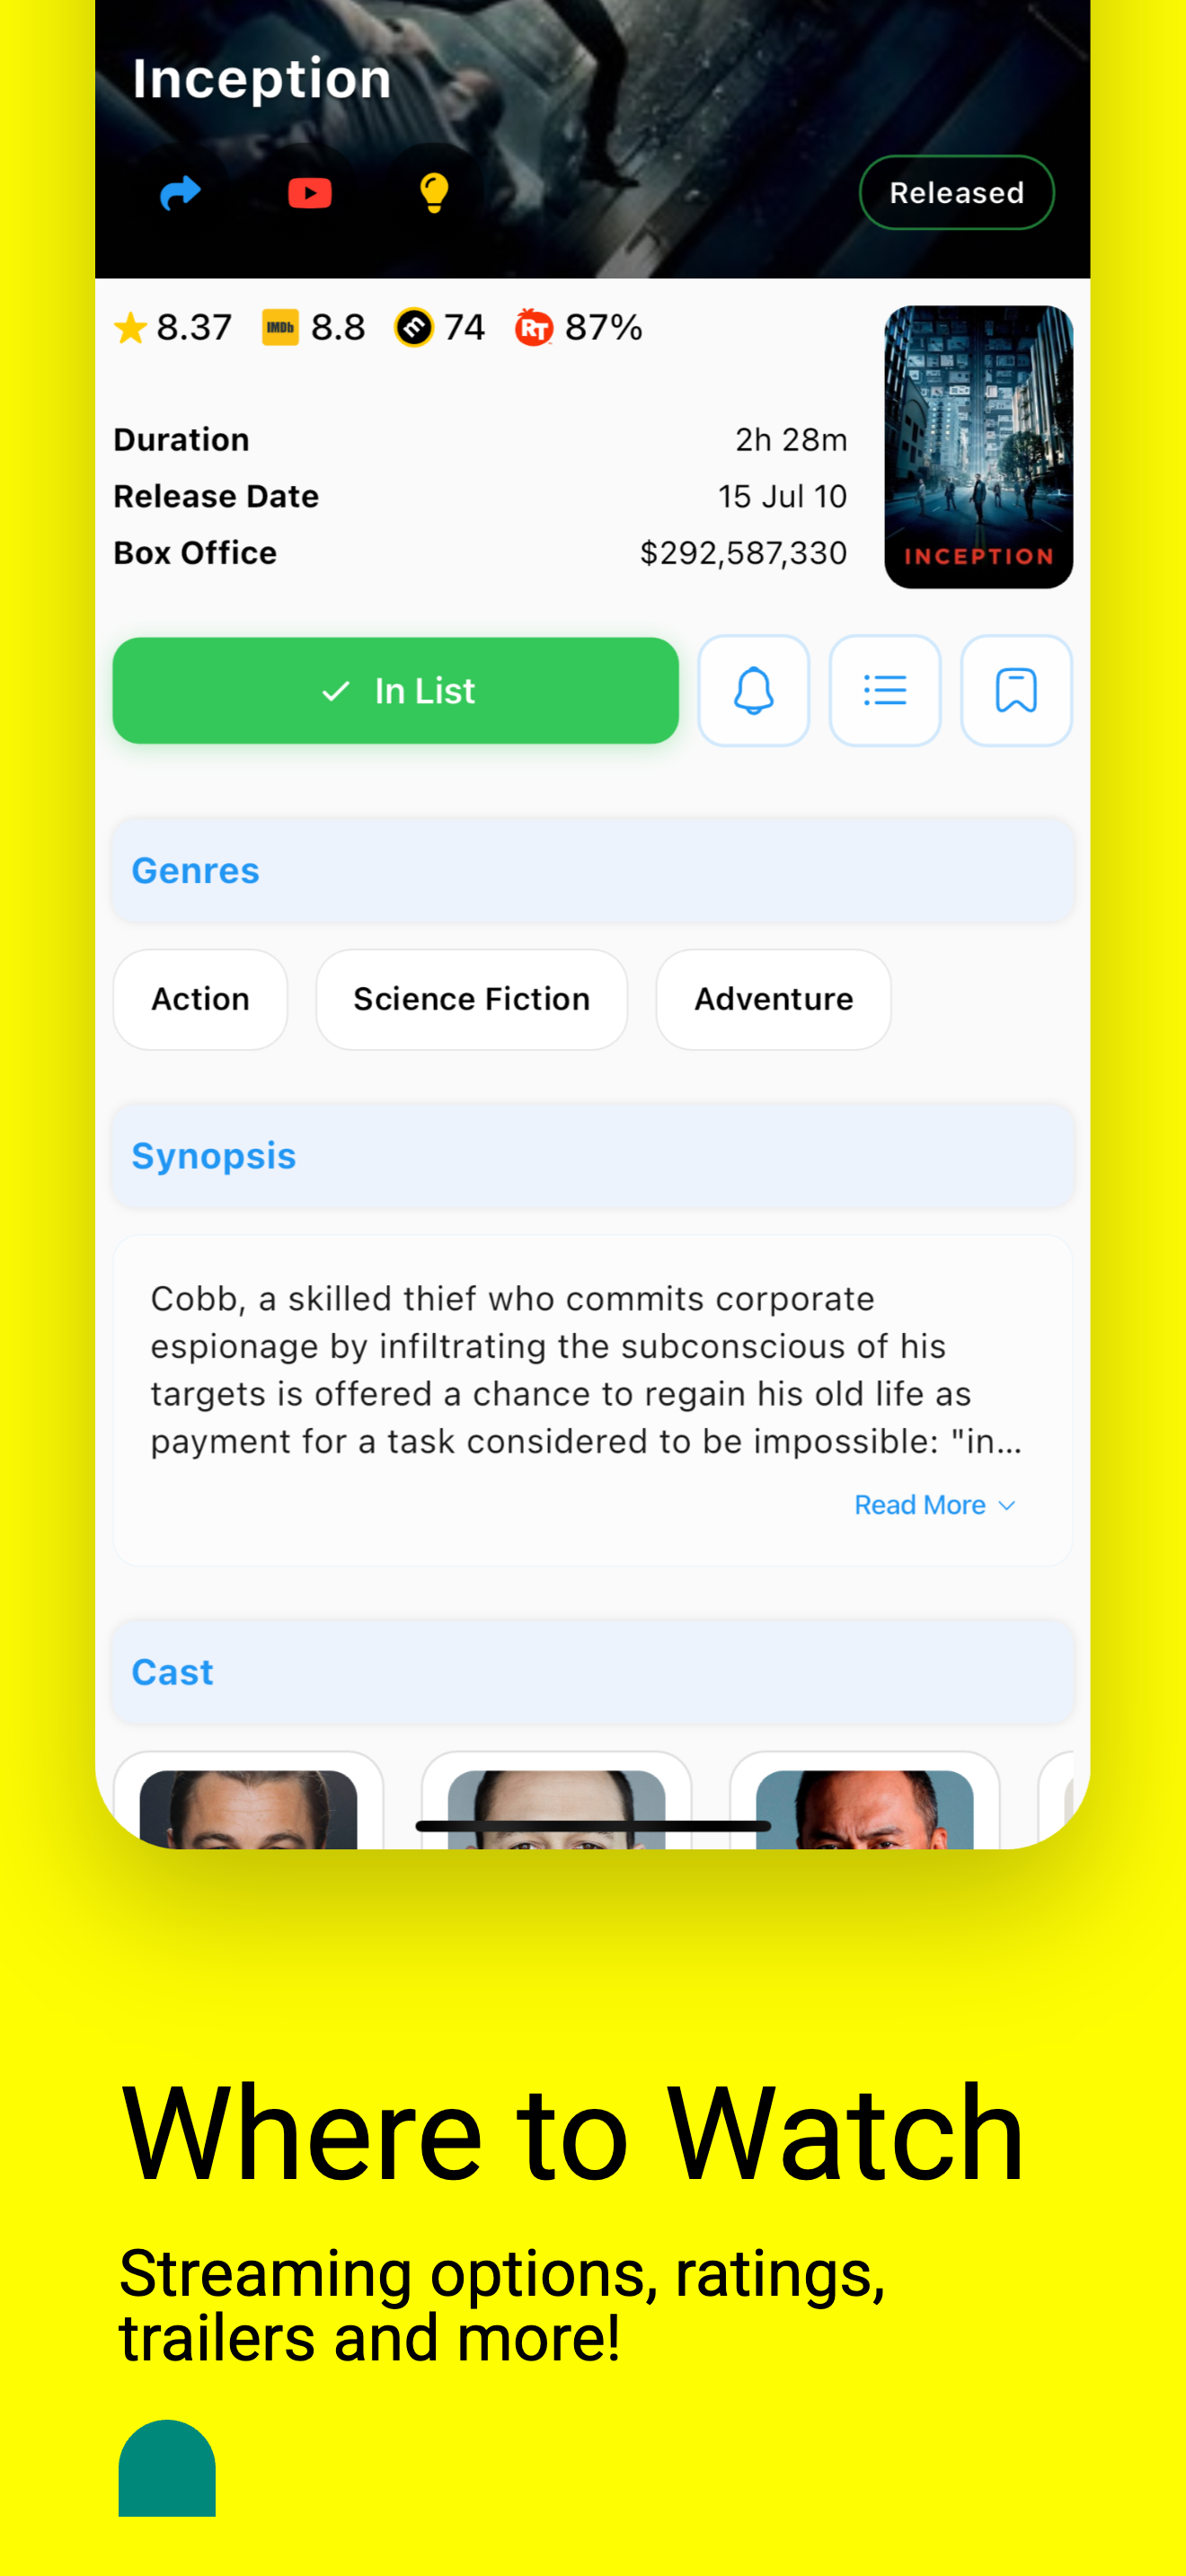 Inception
Released
8.37 IMDb 8.8 m 74 RT 87%
Duration 2h 28m
Release Date 15 Jul 10
Box Office $292,587,330
INCEPTION
In List
Genres
Action Science Fiction Adventure
Synopsis
Cobb, a skilled thief who commits corporate
espionage by infiltrating the subconscious of his
targets is offered a chance to regain his old life as
payment for a task considered to be impossible: "in...
Read More
Cast
Where to Watch
Streaming options, ratings,
trailers and more!